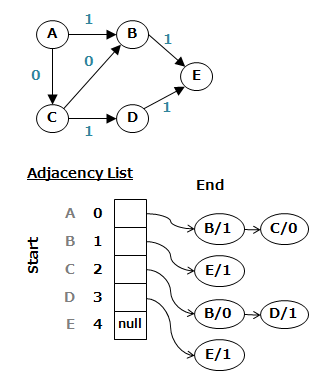 1
A B 1
0 0 E
C D 1
1
Adjacency List
End
Start
A 0 B/1 C/0
B 1 E/1
C 2 B/0 D/1
D 3 E/1
E 4 null